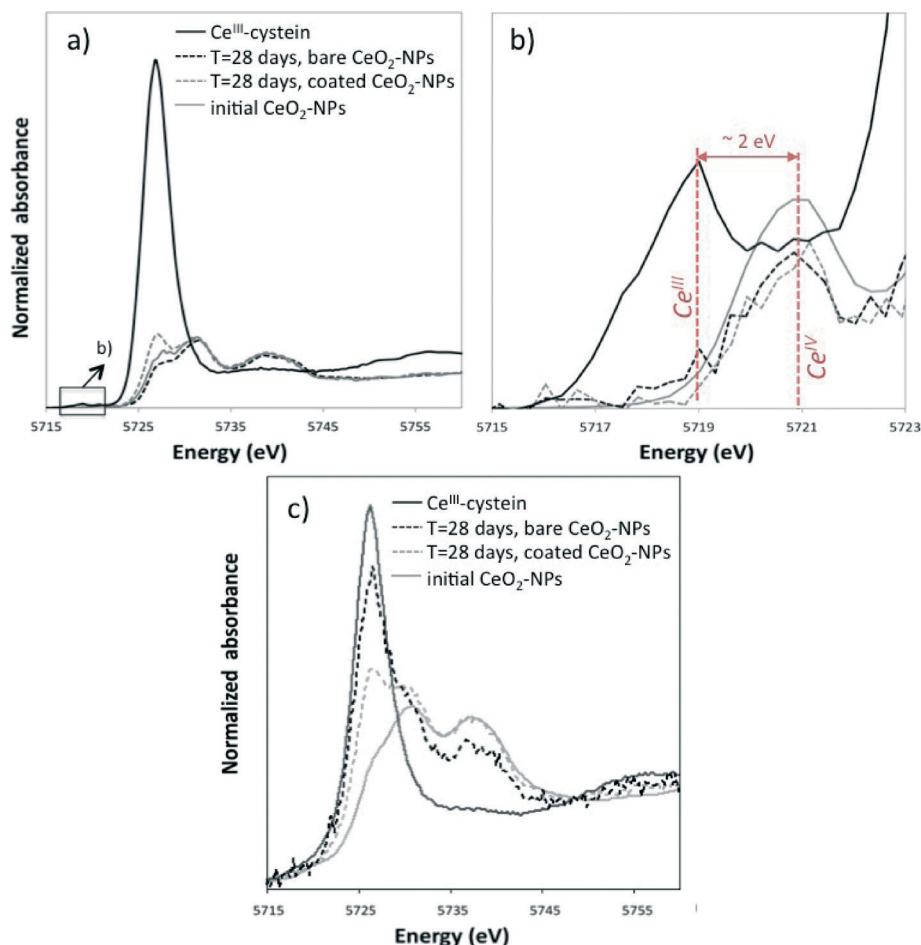 a)
Ce^III-cystein
T=28 days, bare CeO₂-NPs
T=28 days, coated CeO₂-NPs
initial CeO₂-NPs
Normalized absorbance
b)
5715 5725 5735 5745 5755
Energy (eV)
b)
~ 2 eV
Ce^III
Ce^IV
Normalized absorbance
5715 5717 5719 5721 5723
Energy (eV)
c)
Ce^III-cystein
T=28 days, bare CeO₂-NPs
T=28 days, coated CeO₂-NPs
initial CeO₂-NPs
Normalized absorbance
5715 5725 5735 5745 5755
Energy (eV)